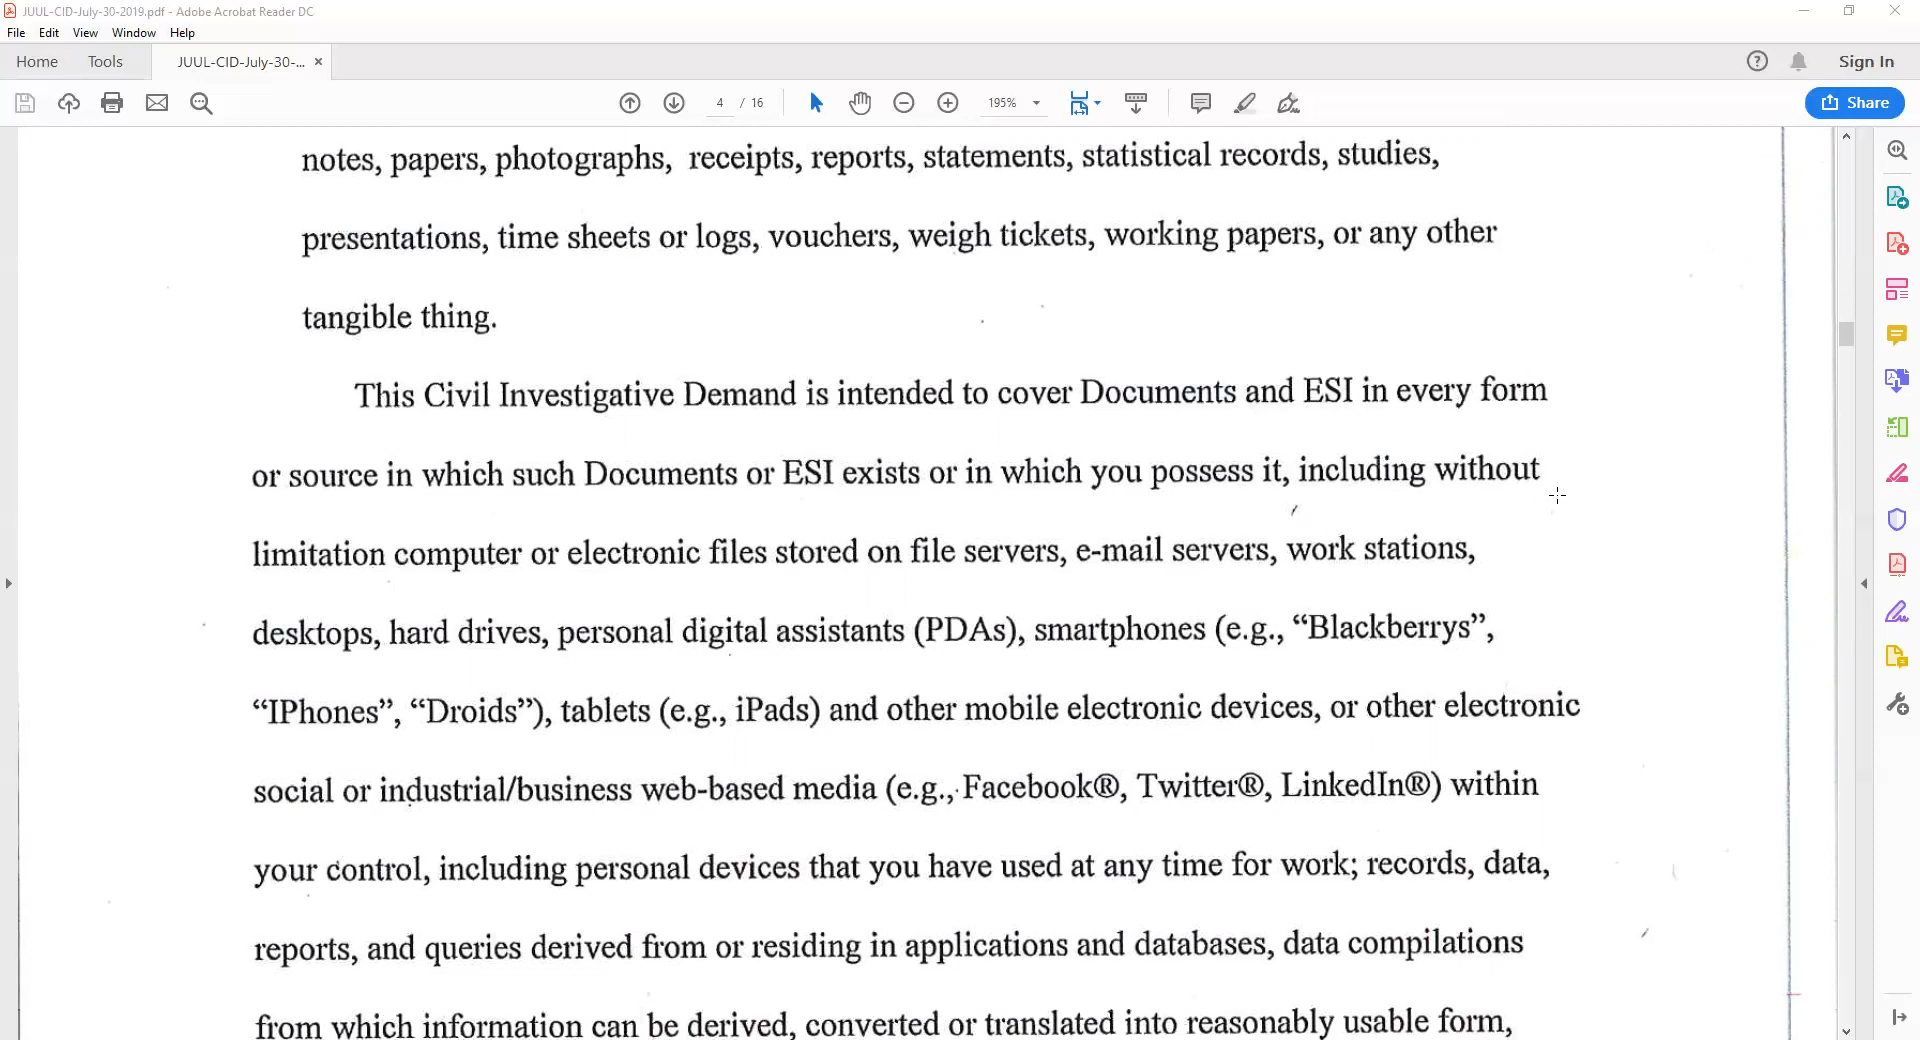 JUUL-CID-July-30-2019.pdf - Adobe Acrobat Reader DC
File Edit View Window Help
Home Tools JUUL-CID-July-30-... × Sign In
4 / 16 195% Share
notes, papers, photographs, receipts, reports, statements, statistical records, studies,
presentations, time sheets or logs, vouchers, weigh tickets, working papers, or any other
tangible thing.
This Civil Investigative Demand is intended to cover Documents and ESI in every form
or source in which such Documents or ESI exists or in which you possess it, including without
limitation computer or electronic files stored on file servers, e-mail servers, work stations,
desktops, hard drives, personal digital assistants (PDAs), smartphones (e.g., “Blackberrys”,
“IPhones”, “Droids”), tablets (e.g., iPads) and other mobile electronic devices, or other electronic
social or industrial/business web-based media (e.g., Facebook®, Twitter®, LinkedIn®) within
your control, including personal devices that you have used at any time for work; records, data,
reports, and queries derived from or residing in applications and databases, data compilations
from which information can be derived, converted or translated into reasonably usable form,